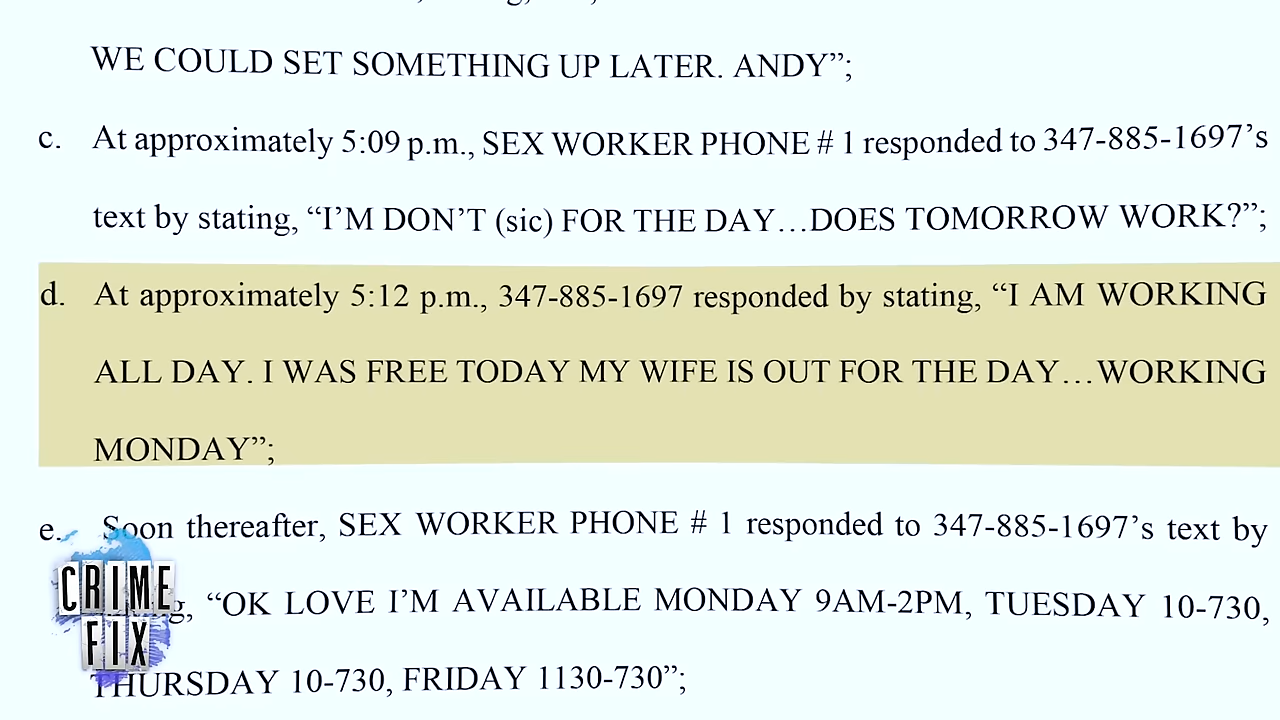 WE COULD SET SOMETHING UP LATER. ANDY”;
c. At approximately 5:09 p.m., SEX WORKER PHONE # 1 responded to 347-885-1697’s
text by stating, “I’M DON’T (sic) FOR THE DAY…DOES TOMORROW WORK?”;
d. At approximately 5:12 p.m., 347-885-1697 responded by stating, “I AM WORKING
ALL DAY. I WAS FREE TODAY MY WIFE IS OUT FOR THE DAY…WORKING
MONDAY”;
e. Soon thereafter, SEX WORKER PHONE # 1 responded to 347-885-1697’s text by
“OK LOVE I’M AVAILABLE MONDAY 9AM-2PM, TUESDAY 10-730,
THURSDAY 10-730, FRIDAY 1130-730”;
CRIME
FIX